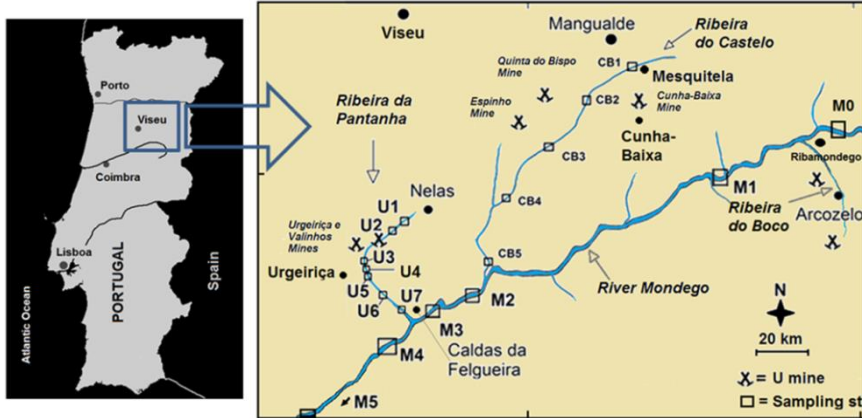 Porto
Viseu
Coimbra
Lisboa
PORTUGAL
Spain
Atlantic Ocean
Viseu
Mangualde
Ribeira
do Castelo
CB1
Mesquitela
Quinta do Bispo
Mine
CB2
Cunha-Baixa
Mine
Espinho
Mine
Cunha-
Baixa
M0
Ribeira da
Pantanha
CB3
Ribamondego
M1
Nelas
CB4
Ribeira
do Boco
Arcozelo
U1
U2
Urgeiriça e
Valinhos
Mines
U3
U4
CB5
Urgeiriça
U5
U6
U7
M2
River Mondego
N
M3
20 km
M4
Caldas da
Felgueira
M5
= U mine
= Sampling st